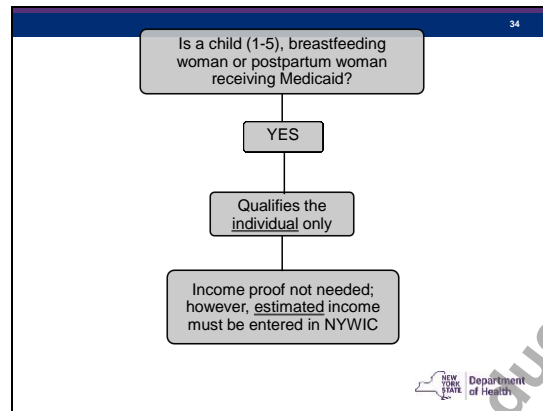 34
Is a child (1-5), breastfeeding
woman or postpartum woman
receiving Medicaid?
YES
Qualifies the
individual only
Income proof not needed;
however, estimated income
must be entered in NYWIC
NEW
YORK
STATE
Department
of Health